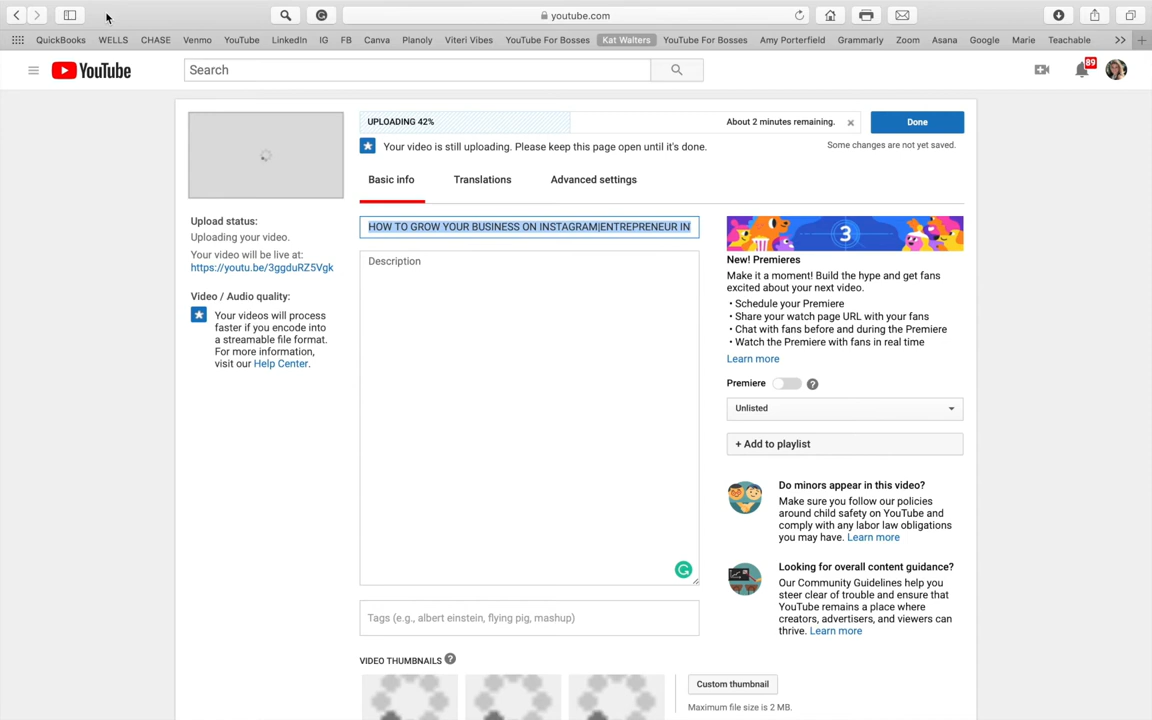 youtube.com
QuickBooks WELLS CHASE Venmo YouTube LinkedIn IG FB Canva Planoly Viteri Vibes YouTube For Bosses Kat Walters YouTube For Bosses Amy Porterfield Grammarly Zoom Asana Google Marie Teachable
YouTube
Search
89
UPLOADING 42%
About 2 minutes remaining.
Done
Your video is still uploading. Please keep this page open until it's done.
Some changes are not yet saved.
Basic info Translations Advanced settings
Upload status:
Uploading your video.
Your video will be live at:
https://youtu.be/3ggduRZ5Vgk
Video / Audio quality:
Your videos will process
faster if you encode into
a streamable file format.
For more information,
visit our Help Center.
HOW TO GROW YOUR BUSINESS ON INSTAGRAM|ENTREPRENEUR IN
Description
Tags (e.g., albert einstein, flying pig, mashup)
VIDEO THUMBNAILS ?
Custom thumbnail
Maximum file size is 2 MB.
3
New! Premieres
Make it a moment! Build the hype and get fans
excited about your next video.
• Schedule your Premiere
• Share your watch page URL with your fans
• Chat with fans before and during the Premiere
• Watch the Premiere with fans in real time
Learn more
Premiere ?
Unlisted
+ Add to playlist
Do minors appear in this video?
Make sure you follow our policies
around child safety on YouTube and
comply with any labor law obligations
you may have. Learn more
Looking for overall content guidance?
Our Community Guidelines help you
steer clear of trouble and ensure that
YouTube remains a place where
creators, advertisers, and viewers can
thrive. Learn more